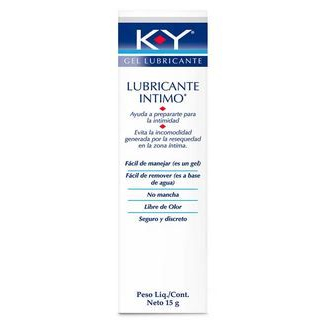 K-Y
GEL LUBRICANTE
LUBRICANTE
INTIMO*
Ayuda a prepararte para
la intimidad
Evita la incomodidad
generada por la resequedad
en la zona íntima.
Fácil de manejar (es un gel)
Fácil de remover (es a base
de agua)
No mancha
Libre de Olor
Seguro y discreto
Peso Liq./Cont.
Neto 15 g